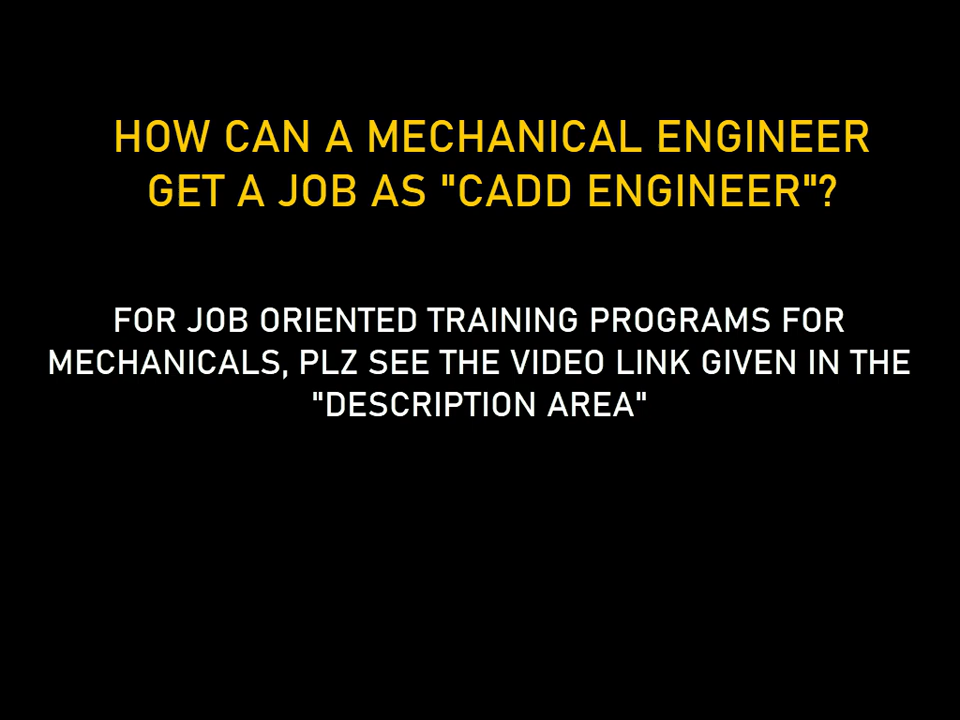 HOW CAN A MECHANICAL ENGINEER
GET A JOB AS "CADD ENGINEER"?
FOR JOB ORIENTED TRAINING PROGRAMS FOR
MECHANICALS, PLZ SEE THE VIDEO LINK GIVEN IN THE
"DESCRIPTION AREA"